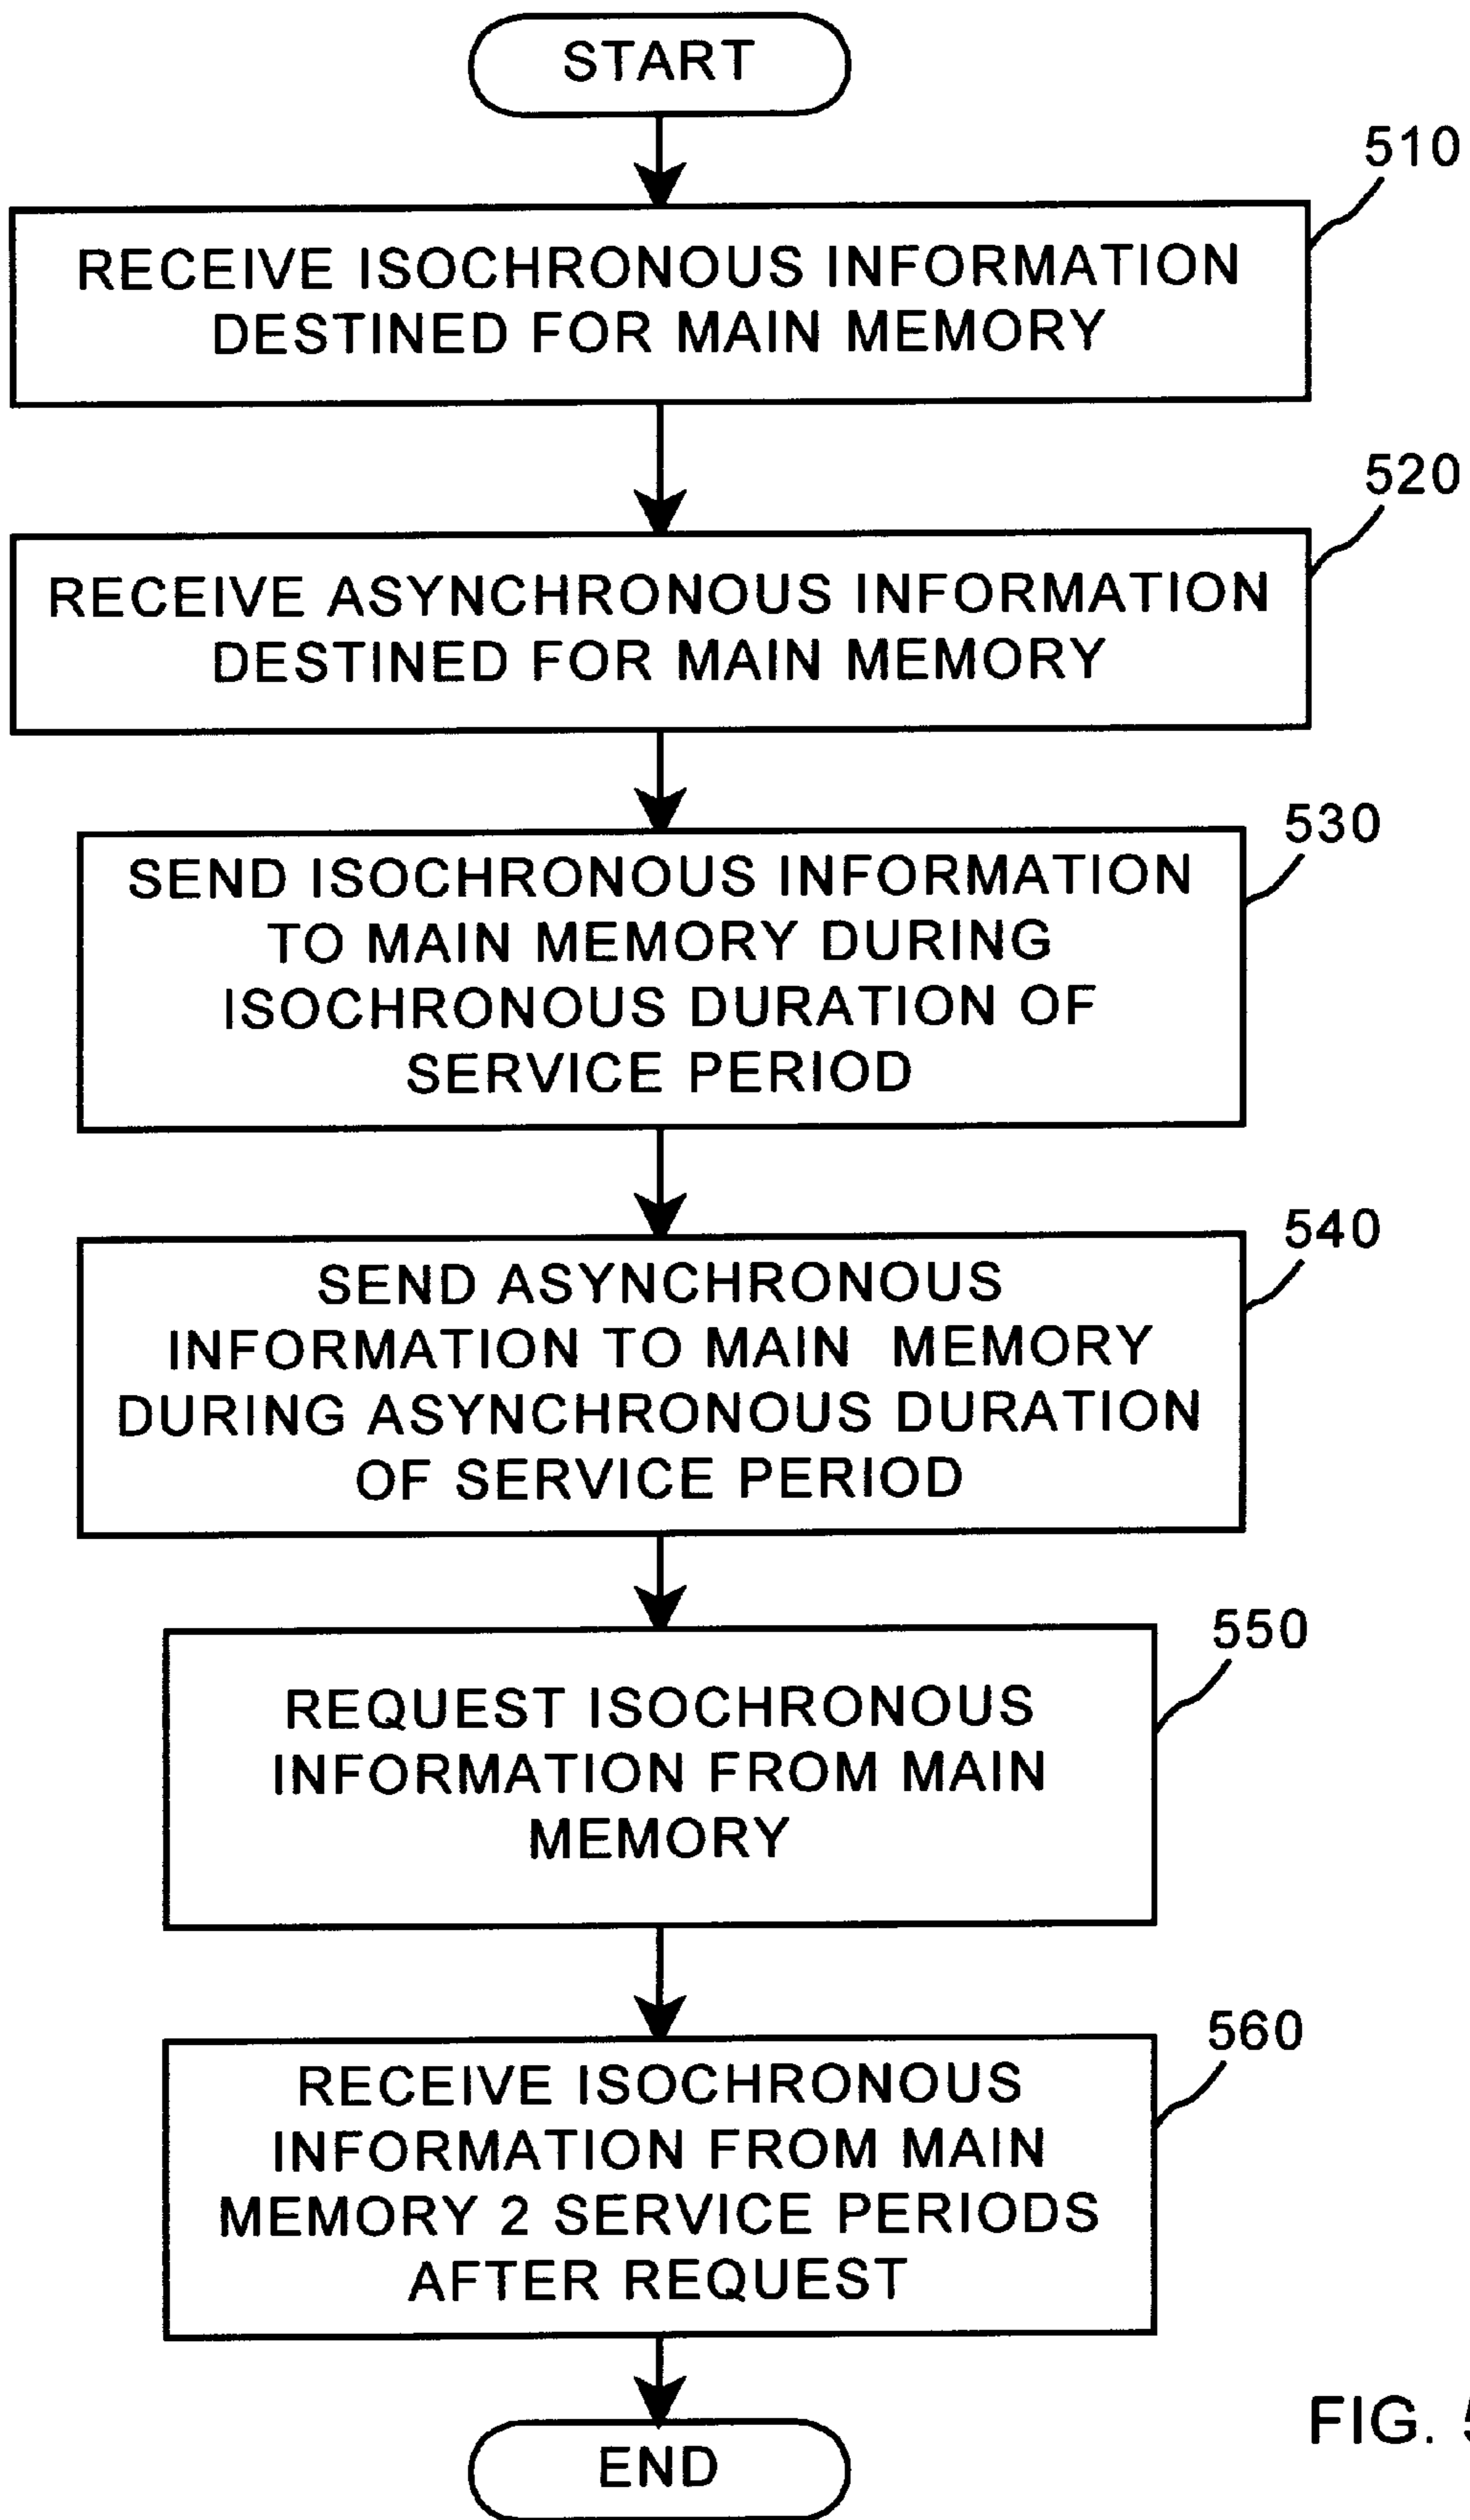 START
510
RECEIVE ISOCHRONOUS INFORMATION
DESTINED FOR MAIN MEMORY
520
RECEIVE ASYNCHRONOUS INFORMATION
DESTINED FOR MAIN MEMORY
530
SEND ISOCHRONOUS INFORMATION
TO MAIN MEMORY DURING
ISOCHRONOUS DURATION OF
SERVICE PERIOD
540
SEND ASYNCHRONOUS
INFORMATION TO MAIN MEMORY
DURING ASYNCHRONOUS DURATION
OF SERVICE PERIOD
550
REQUEST ISOCHRONOUS
INFORMATION FROM MAIN
MEMORY
560
RECEIVE ISOCHRONOUS
INFORMATION FROM MAIN
MEMORY 2 SERVICE PERIODS
AFTER REQUEST
END
FIG. 5